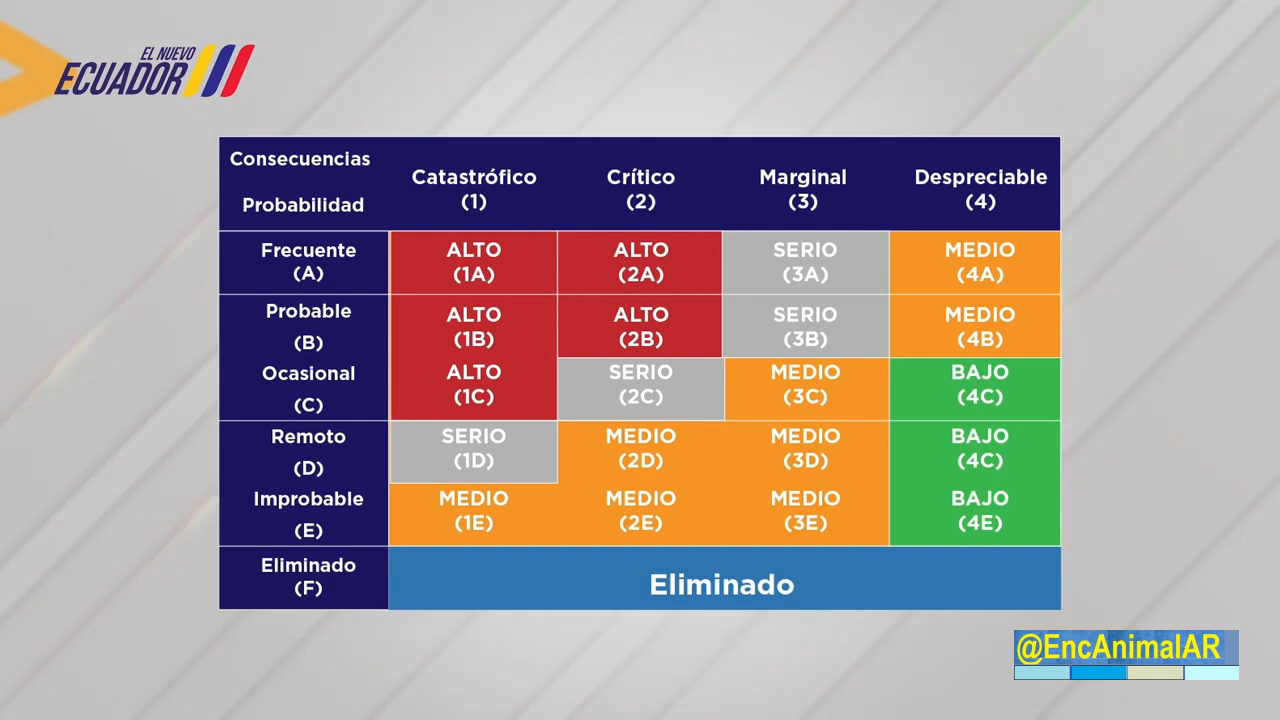 EL NUEVO
ECUADOR
Consecuencias
Probabilidad
Catastrófico
(1)
Crítico
(2)
Marginal
(3)
Despreciable
(4)
Frecuente
(A)
ALTO
(1A)
ALTO
(2A)
SERIO
(3A)
MEDIO
(4A)
Probable
(B)
ALTO
(1B)
ALTO
(2B)
SERIO
(3B)
MEDIO
(4B)
Ocasional
(C)
ALTO
(1C)
SERIO
(2C)
MEDIO
(3C)
BAJO
(4C)
Remoto
(D)
SERIO
(1D)
MEDIO
(2D)
MEDIO
(3D)
BAJO
(4C)
Improbable
(E)
MEDIO
(1E)
MEDIO
(2E)
MEDIO
(3E)
BAJO
(4E)
Eliminado
(F)
Eliminado
@EncAnimalAR